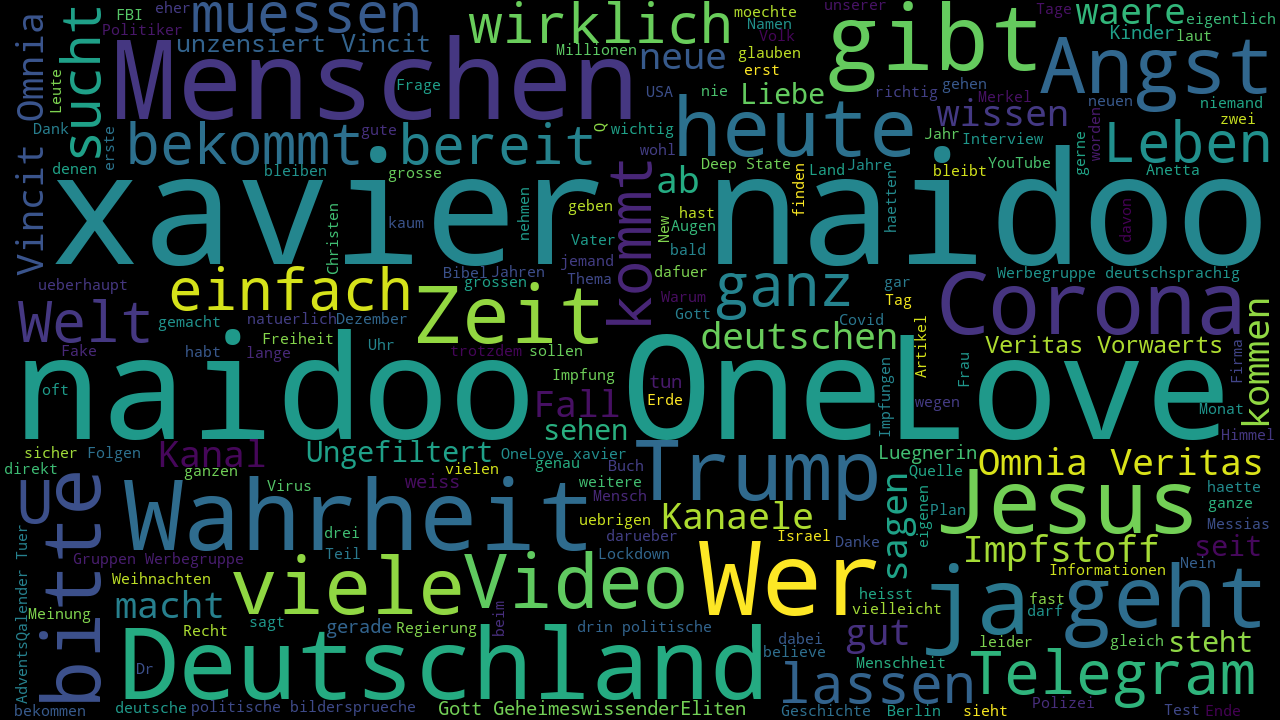 FBI eher muessen wirklich moechte unserer Tage waere eigentlich
Politiker unzensiert Vincit Namen Volk gibt Kinder laut
Omnia sucht Menschen Millionen neue glauben Angst
Leute Frage USA nie erst Liebe richtig gehen Merkel wissen neuen niemand
Dank erste bekommt gute bereit Q wichtig heute Jahr Interview gerne worden zwei Leben
denen bleiben grosse wohl Deep State Land Jahre bleibt YouTube Anetta
Vincit Omnia xavier naidoo
Christen kaum nehmen geben kommt ab hast New Augen finden haetten davon
Vater bald
ueberhaupt Bibel Jahren jemand dafuer Werbegruppe deutschsprachig
einfach grossen Thema ganz gar
Welt Zeit Warum Tag Corona
gemacht natuerlich Dezember Gott Covid kommen
Freiheit deutschen Artikel Veritas Vorwaerts Firma
Fake habt lange Uhr trotzdem sollen Frau
naidoo OneLove
oft Impfung tun Erde Impfungen wegen Monat
Fall Himmel
sicher Folgen Kanal Ungefiltert sehen OneLove xavier Luegnerin
direkt ganzen vielen genau Buch Trump Quelle Omnia Veritas
U bitte Wahrheit Virus weiss weitere Mensch sagen eigenen Plan Jesus haette ganze
uebrigen Kanaele Messias
drei darueber Israel Danke
Gruppen Werbegruppe Teil Lockdown Impfstoff seit Nein
AdventsQalender Tuer Weihnachten viele Video Wer Informationen
Meinung macht heisst ja fast geht
vielleicht darf
sagt gerade Regierung beim drin politische gut leider gleich steht
Recht dabei
Deutschland believe Menschheit
Dr lassen Telegram
bekommen deutsche politische bildersprueche Gott GeheimeswissenderEliten Geschichte Berlin sieht Polizei Test Ende